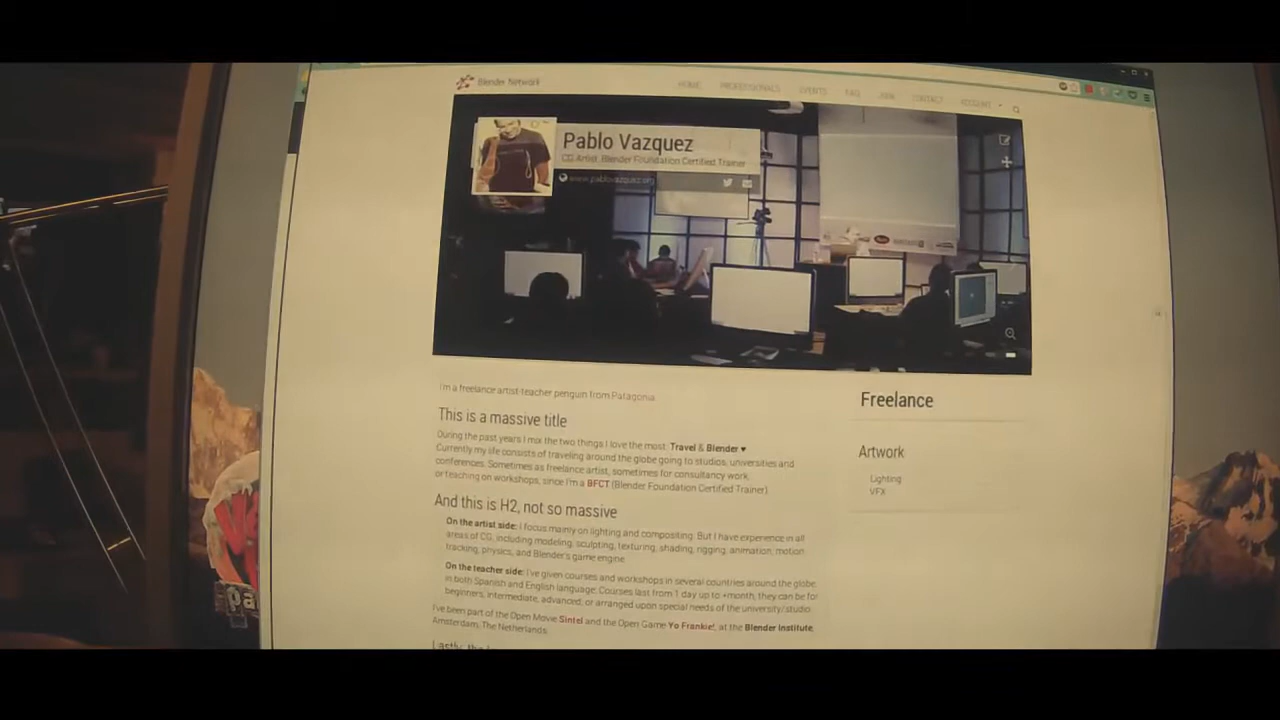 Blender Network
HOME PROFESSIONALS EVENTS FAQ JOIN CONTACT ACCOUNT
Pablo Vazquez
CG Artist, Blender Foundation Certified Trainer
www.pablovazquez.org
I'm a freelance artist-teacher penguin from Patagonia.
This is a massive title
During the past years I mix the two things I love the most: Travel & Blender ♥
Currently my life consists of traveling around the globe going to studios, universities and
conferences. Sometimes as freelance artist, sometimes for consultancy work,
or teaching on workshops, since I'm a BFCT (Blender Foundation Certified Trainer)
And this is H2, not so massive
On the artist side: I focus mainly on lighting and compositing. But I have experience in all
areas of CG, including modeling, sculpting, texturing, shading, rigging, animation, motion
tracking, physics, and Blender's game engine
On the teacher side: I've given courses and workshops in several countries around the globe,
in both Spanish and English language. Courses last from 1 day up to +month, they can be for
beginners, intermediate, advanced, or arranged upon special needs of the university/studio.
I've been part of the Open Movie Sintel and the Open Game Yo Frankie!, at the Blender Institute,
Amsterdam, The Netherlands.
Freelance
Artwork
Lighting
VFX
pa